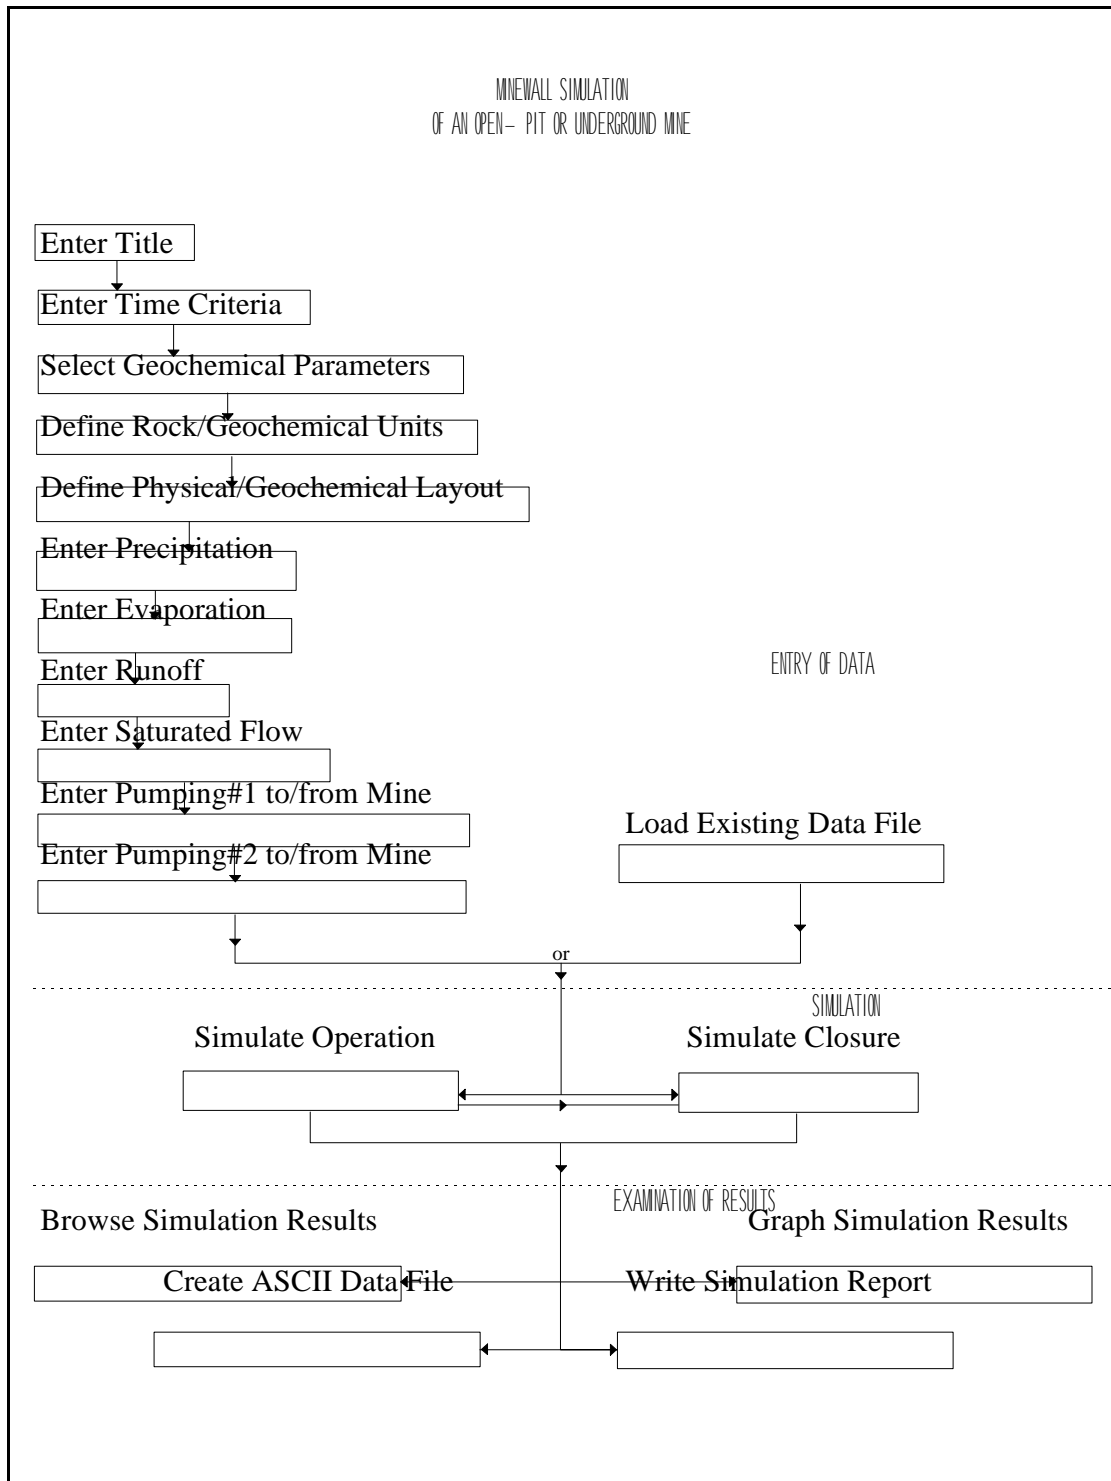 MINEWALL SIMULATION
OF AN OPEN- PIT OR UNDERGROUND MINE
Enter Title
Enter Time Criteria
Select Geochemical Parameters
Define Rock/Geochemical Units
Define Physical/Geochemical Layout
Enter Precipitation
Enter Evaporation
Enter Runoff
ENTRY OF DATA
Enter Saturated Flow
Enter Pumping#1 to/from Mine
Load Existing Data File
Enter Pumping#2 to/from Mine
or
SIMULATION
Simulate Operation
Simulate Closure
EXAMINATION OF RESULTS
Browse Simulation Results
Graph Simulation Results
Create ASCII Data File
Write Simulation Report